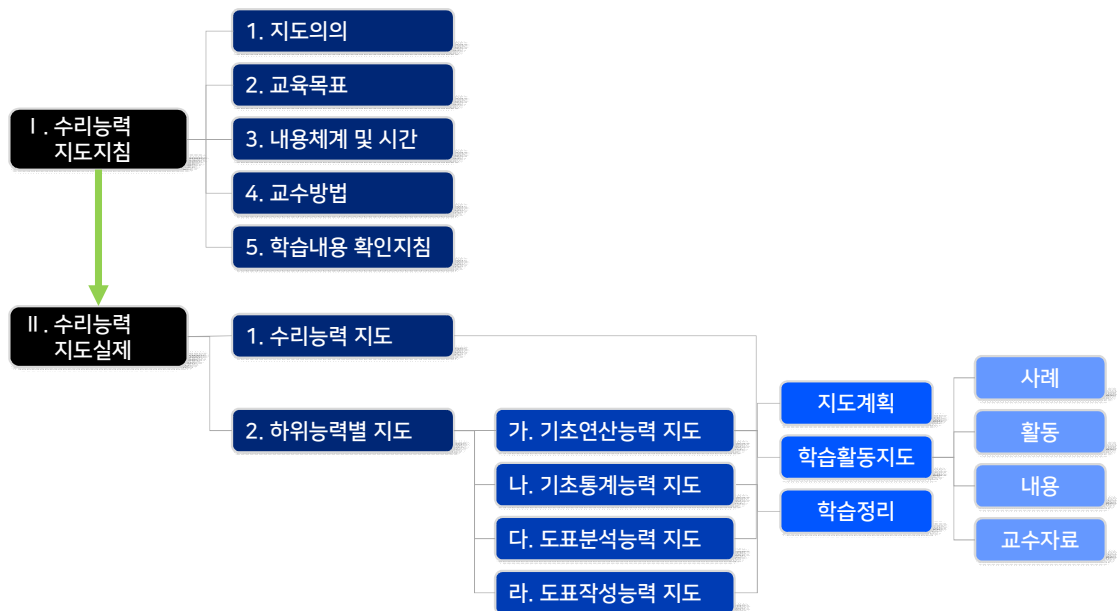 Ⅰ. 수리능력
지도지침
1. 지도의의
2. 교육목표
3. 내용체계 및 시간
4. 교수방법
5. 학습내용 확인지침
Ⅱ. 수리능력
지도실제
1. 수리능력 지도
2. 하위능력별 지도
가. 기초연산능력 지도
나. 기초통계능력 지도
다. 도표분석능력 지도
라. 도표작성능력 지도
지도계획
학습활동지도
학습정리
사례
활동
내용
교수자료